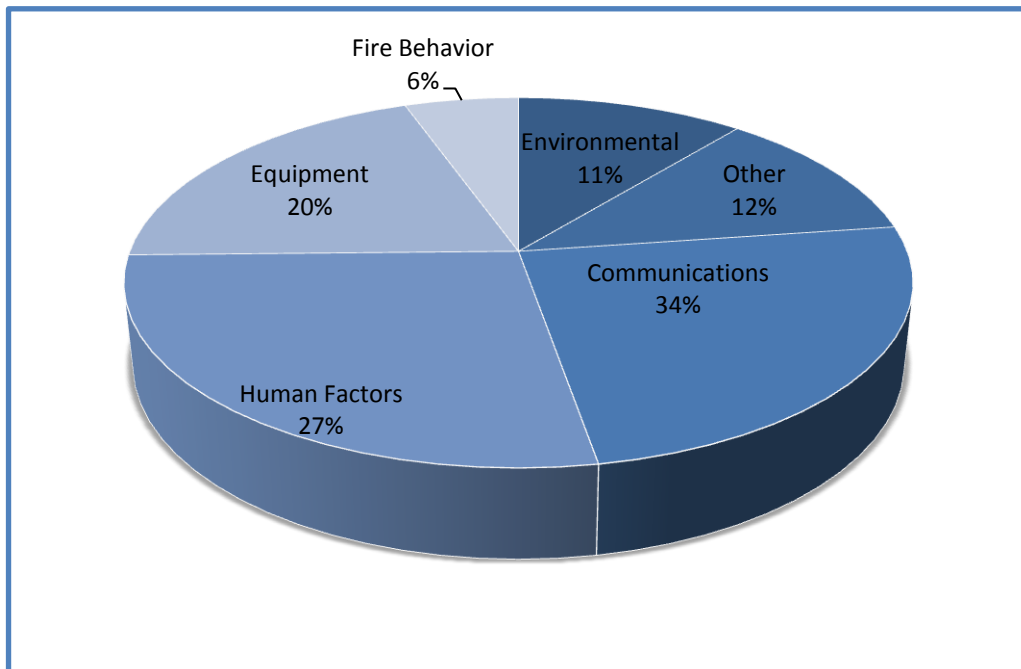 Fire Behavior
6%
Environmental
11%
Other
12%
Equipment
20%
Communications
34%
Human Factors
27%